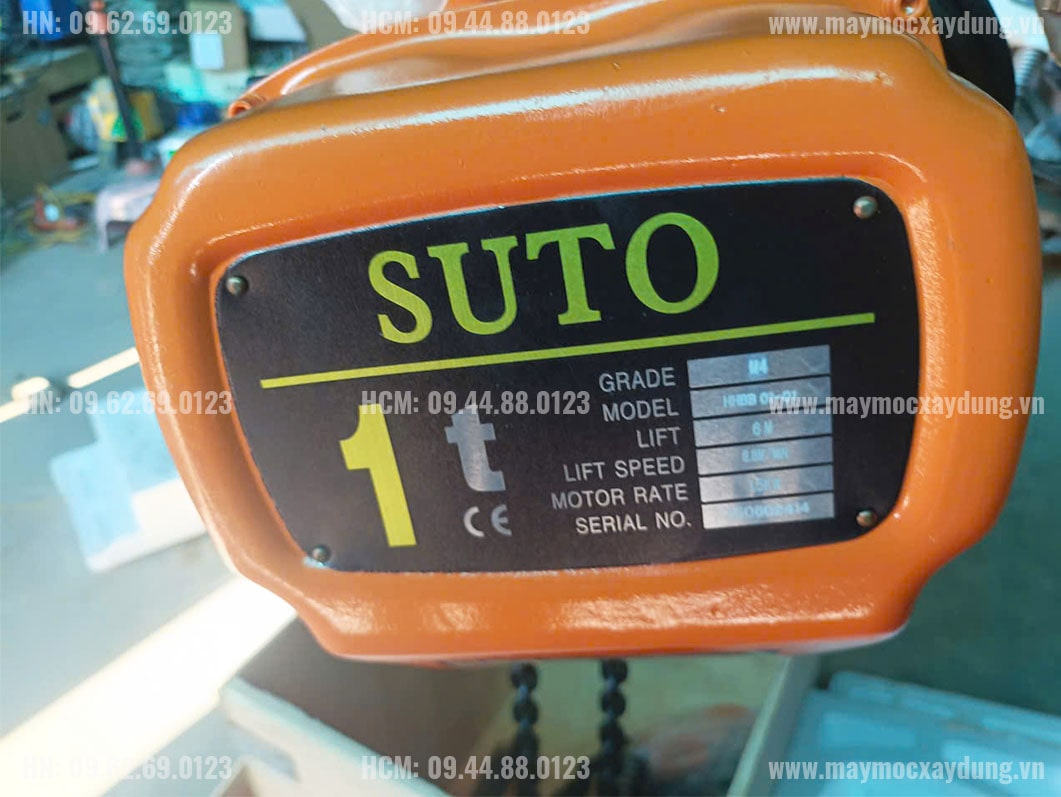 HN: 09.62.69.0123 HCM: 09.44.88.0123 www.maymocxaydung.vn
SUTO
1t
CE
GRADE M4
MODEL HHBB
LIFT 6 M
LIFT SPEED
MOTOR RATE
SERIAL NO.
HN: 09.62.69.0123 HCM: 09.44.88.0123 www.maymocxaydung.vn
HN: 09.62.69.0123 HCM: 09.44.88.0123 www.maymocxaydung.vn